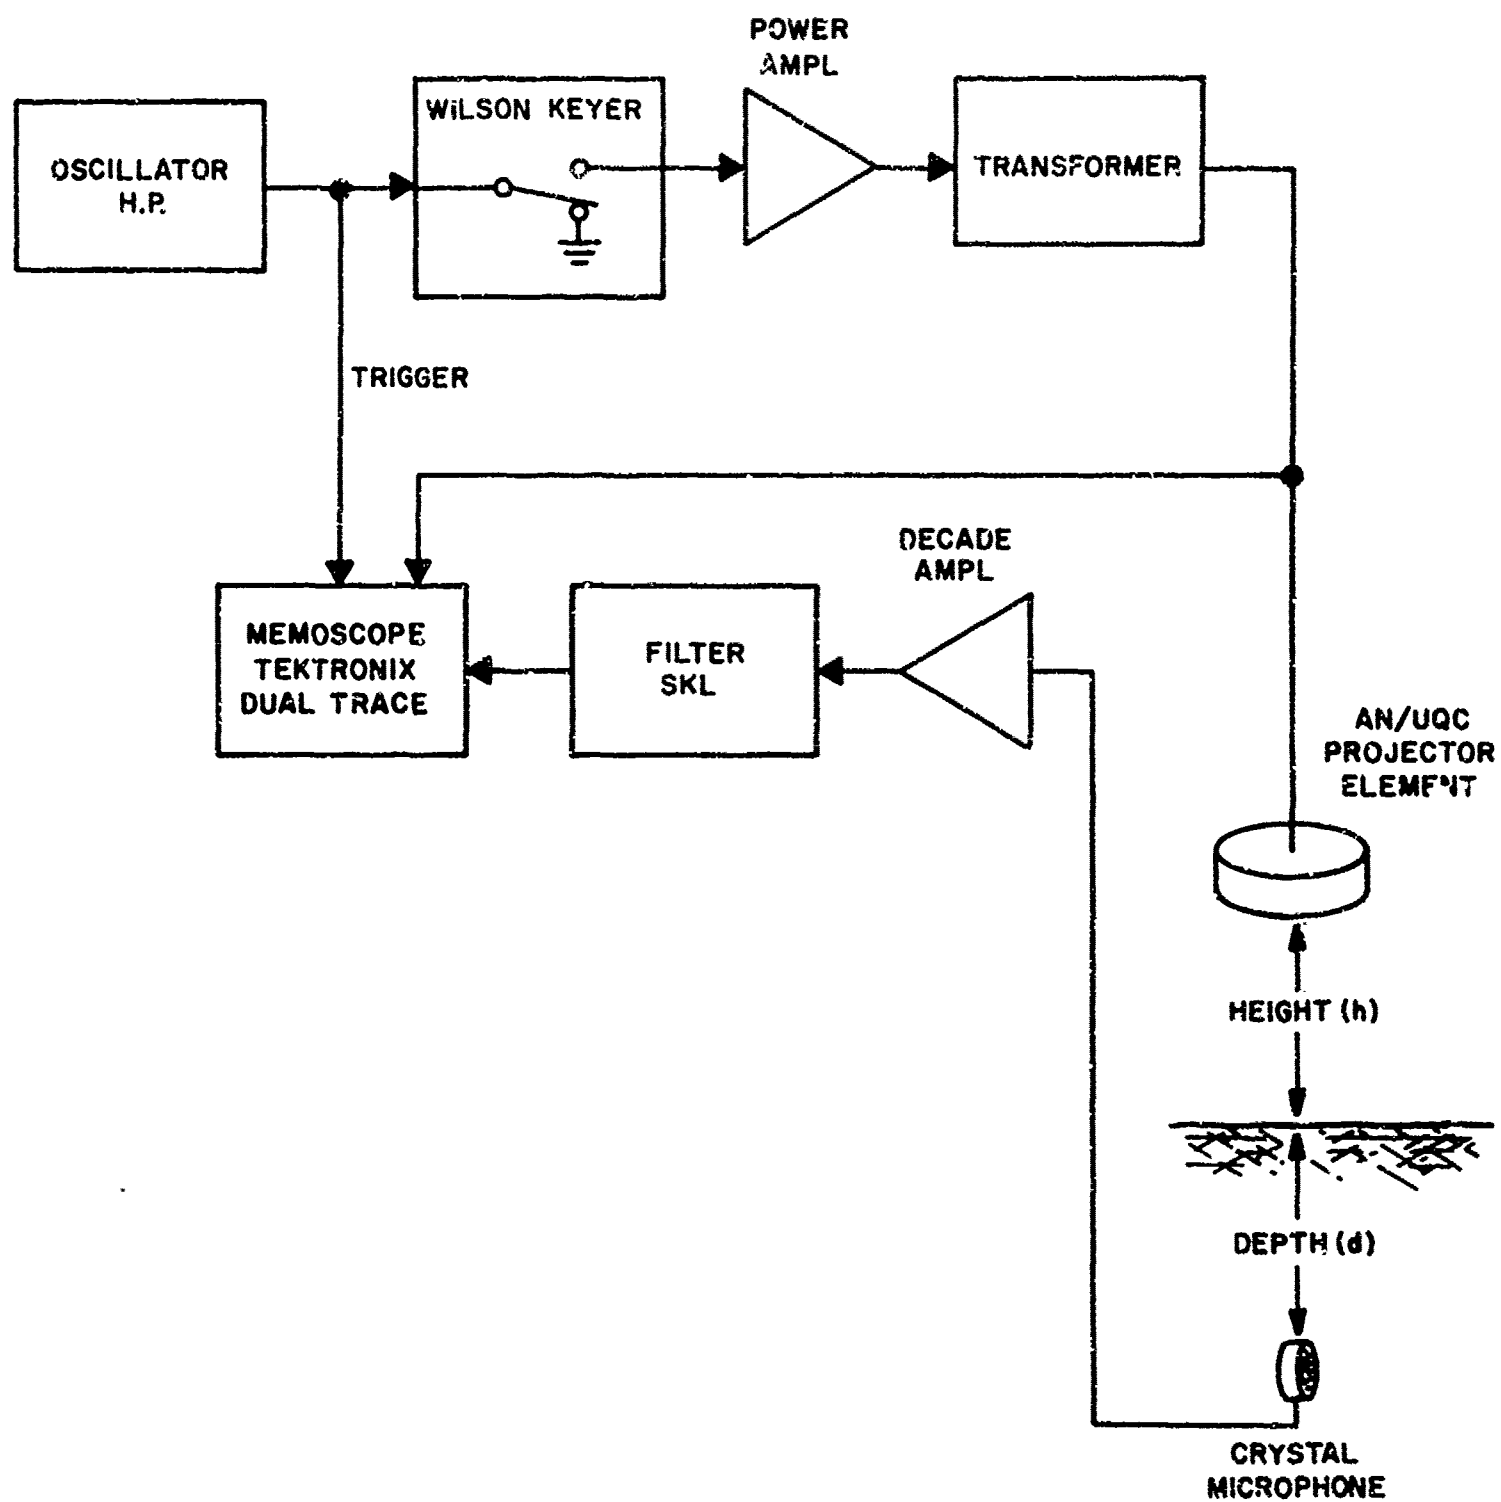 POWER
AMPL
WILSON KEYER
OSCILLATOR
H.P.
TRANSFORMER
TRIGGER
DECADE
AMPL
MEMOSCOPE
TEKTRONIX
DUAL TRACE
FILTER
SKL
AN/UQC
PROJECTOR
ELEMENT
HEIGHT (h)
DEPTH (d)
CRYSTAL
MICROPHONE